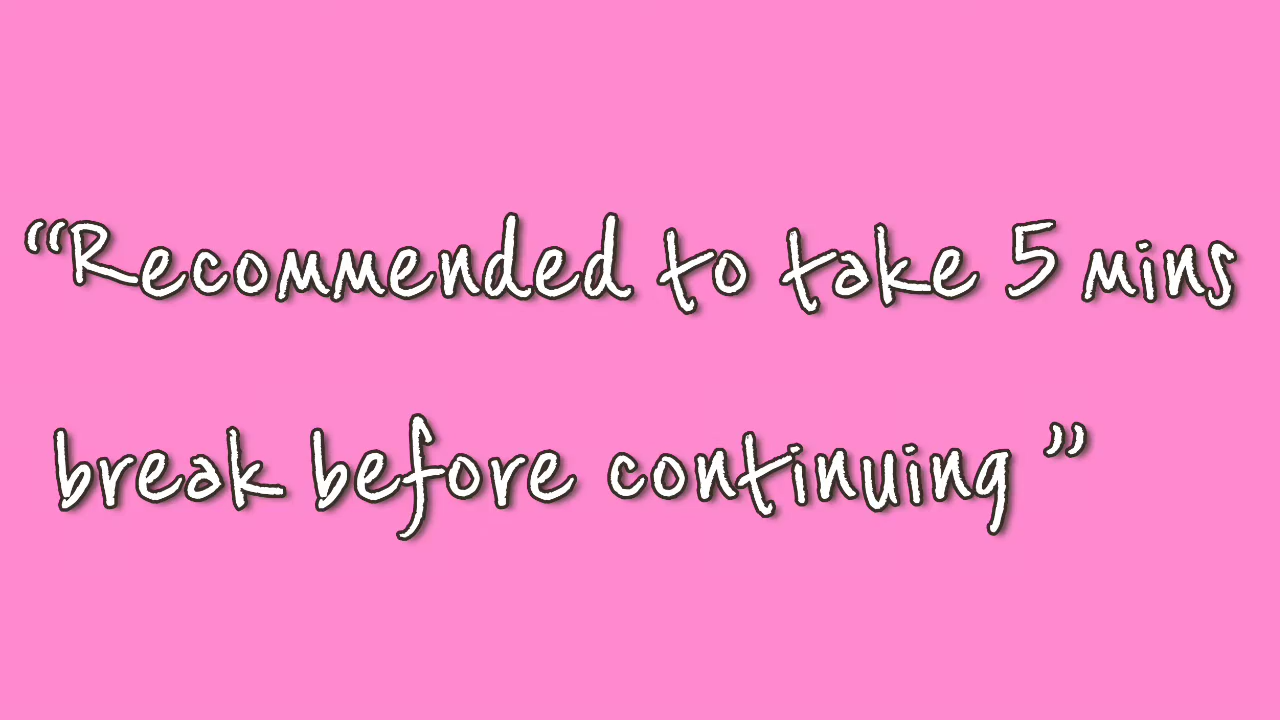 “Recommended to take 5 mins
break before continuing ”